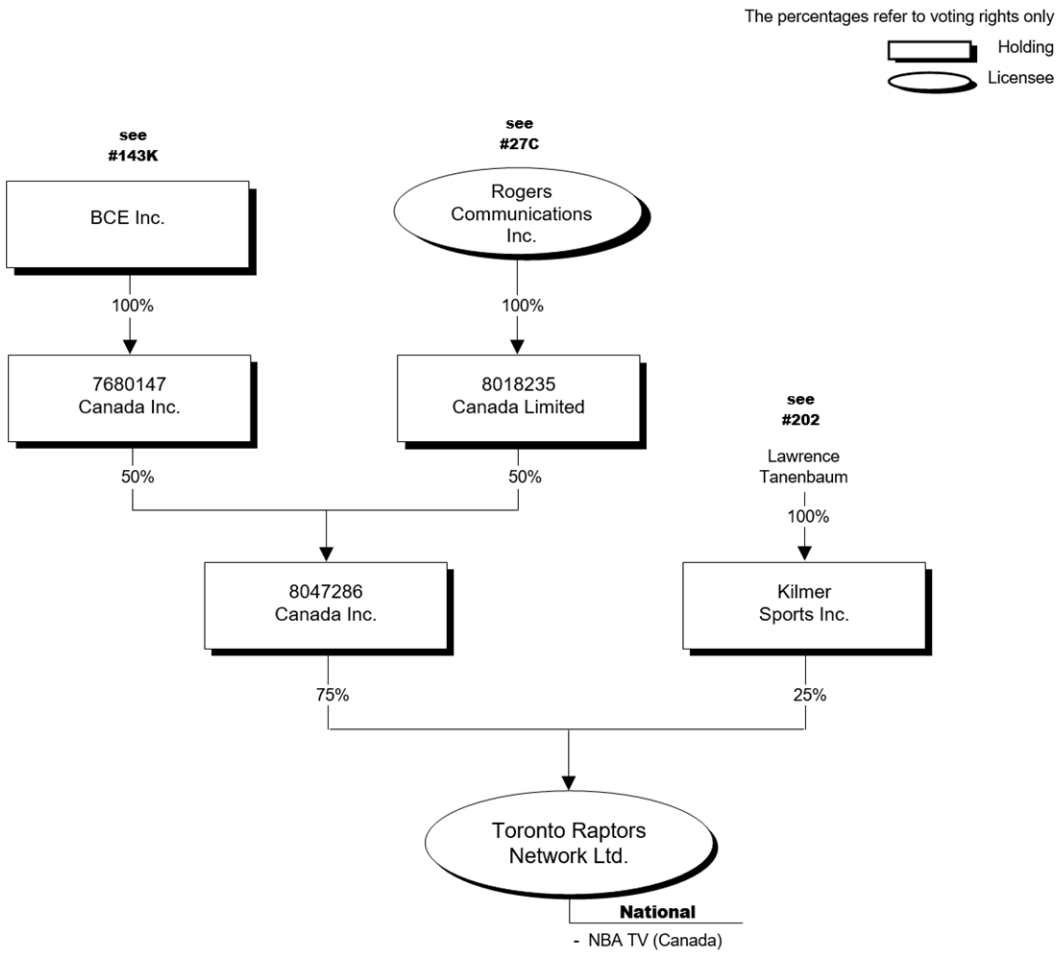 The percentages refer to voting rights only
Holding
Licensee
see
#143K
see
#27C
BCE Inc.
Rogers
Communications
Inc.
100%
100%
7680147
Canada Inc.
8018235
Canada Limited
see
#202
Lawrence
Tanenbaum
50%
50%
100%
8047286
Canada Inc.
Kilmer
Sports Inc.
75%
25%
Toronto Raptors
Network Ltd.
National
- NBA TV (Canada)